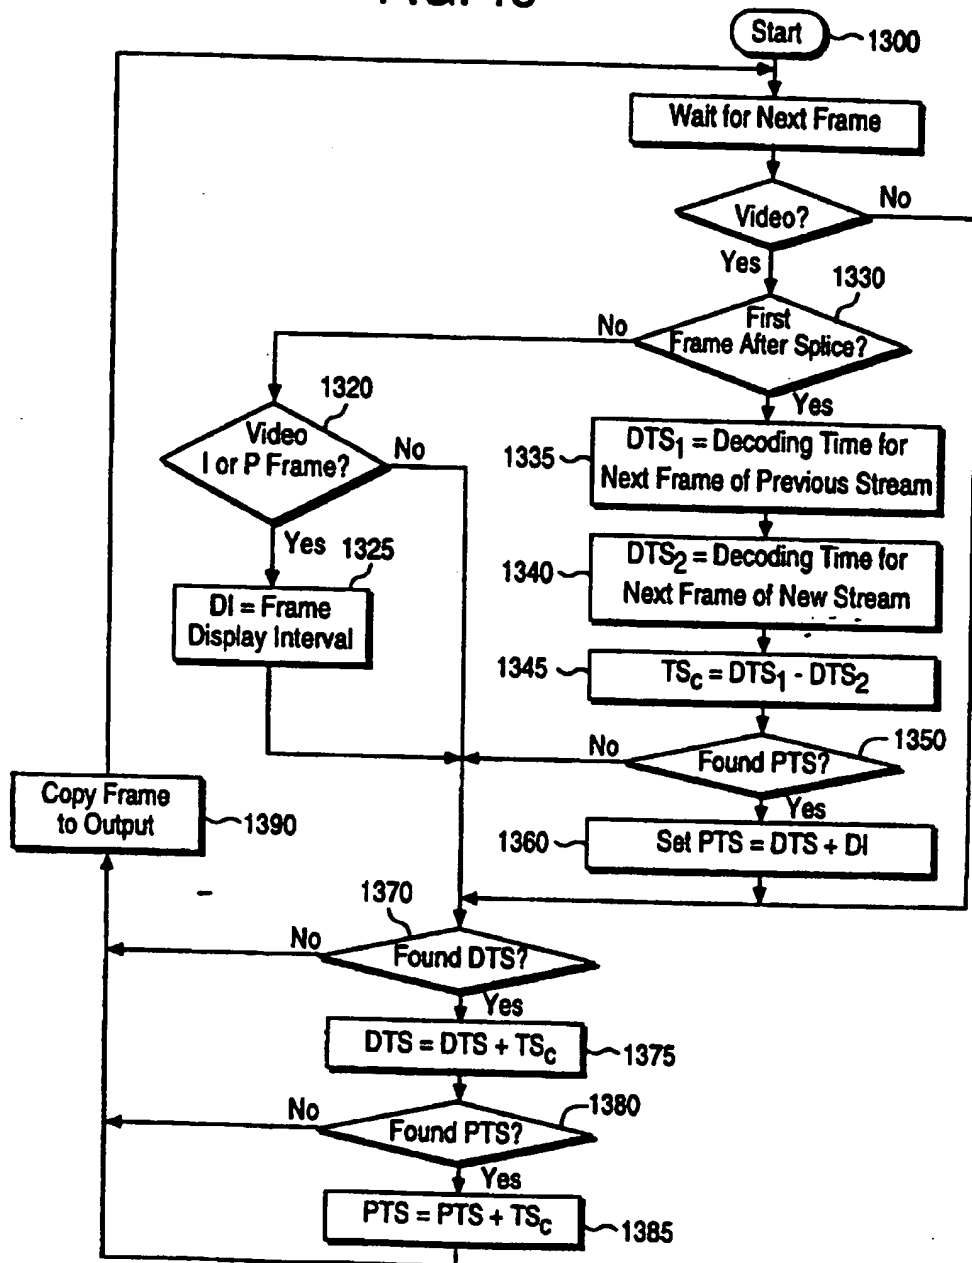 Start
1300
Wait for Next Frame
Video?
No
Yes
1330
First
Frame After Splice?
No
Yes
1320
Video
I or P Frame?
No
Yes
1325
DI = Frame
Display Interval
1335
DTS1 = Decoding Time for
Next Frame of Previous Stream
1340
DTS2 = Decoding Time for
Next Frame of New Stream
1345
TSC = DTS1 - DTS2
1350
Found PTS?
No
Yes
1360
Set PTS = DTS + DI
Copy Frame
to Output
1390
1370
Found DTS?
No
Yes
DTS = DTS + TSC
1375
1380
Found PTS?
No
Yes
PTS = PTS + TSC
1385